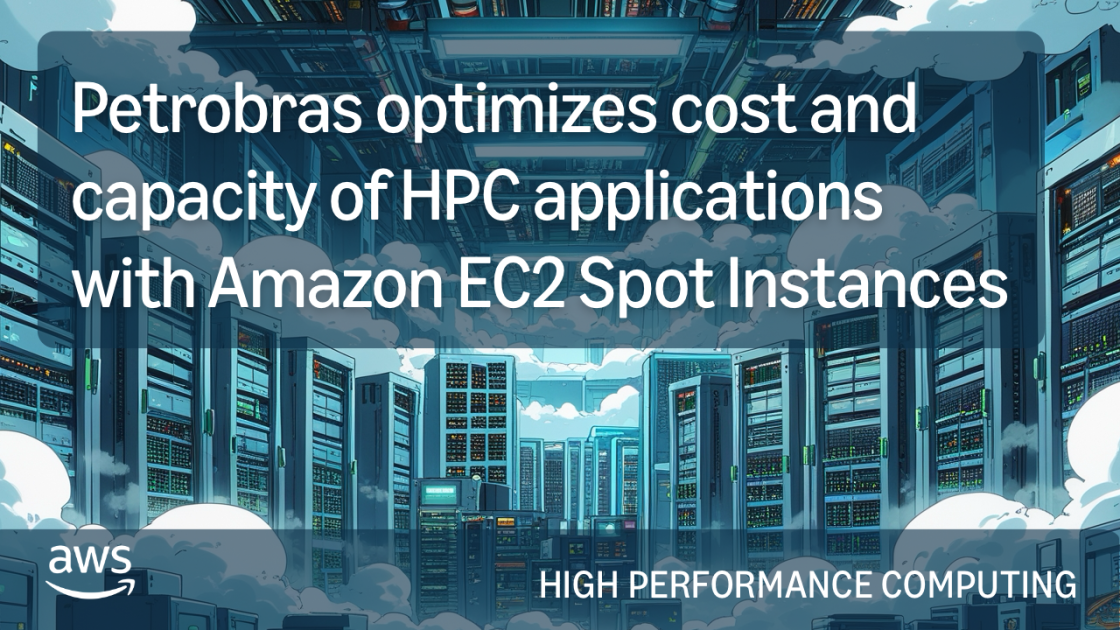 Petrobras optimizes cost and
capacity of HPC applications
with Amazon EC2 Spot Instances
aws
HIGH PERFORMANCE COMPUTING